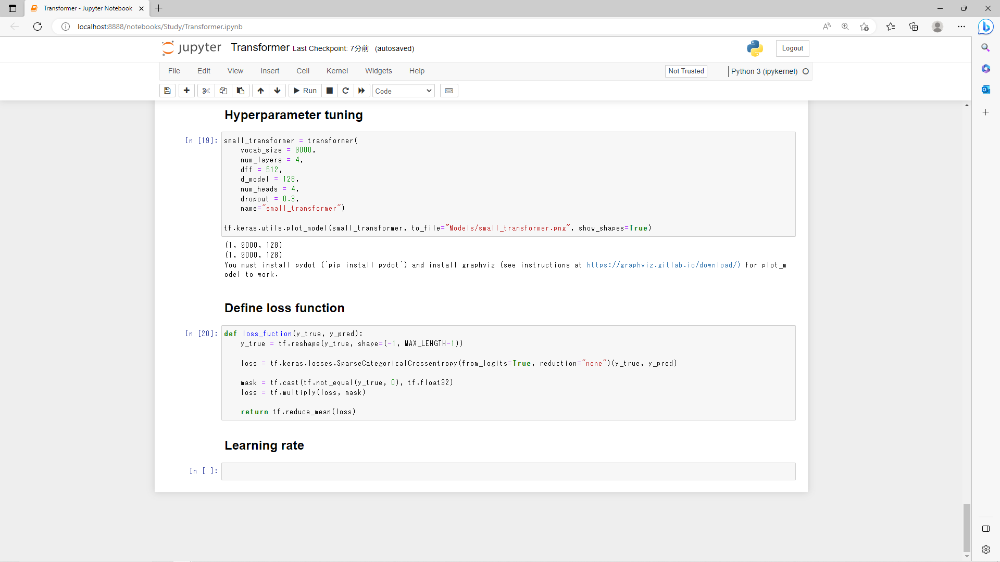 Transformer - Jupyter Notebook
localhost:8888/notebooks/Study/Transformer.ipynb
jupyter Transformer Last Checkpoint: 7分前 (autosaved)
Logout
File Edit View Insert Cell Kernel Widgets Help
Not Trusted
Python 3 (ipykernel)
Run
Code
Hyperparameter tuning
In [19]:
small_transformer = transformer(
    vocab_size = 9000,
    num_layers = 4,
    dff = 512,
    d_model = 128,
    num_heads = 4,
    dropout = 0.3,
    name="small_transformer")
tf.keras.utils.plot_model(small_transformer, to_file="Models/small_transformer.png", show_shapes=True)
(1, 9000, 128)
(1, 9000, 128)
You must install pydot (`pip install pydot`) and install graphviz (see instructions at https://graphviz.gitlab.io/download/) for plot_m
odel to work.
Define loss function
In [20]:
def loss_fuction(y_true, y_pred):
    y_true = tf.reshape(y_true, shape=(-1, MAX_LENGTH-1))
    loss = tf.keras.losses.SparseCategoricalCrossentropy(from_logits=True, reduction="none")(y_true, y_pred)
    mask = tf.cast(tf.not_equal(y_true, 0), tf.float32)
    loss = tf.multiply(loss, mask)
    return tf.reduce_mean(loss)
Learning rate
In [ ]: